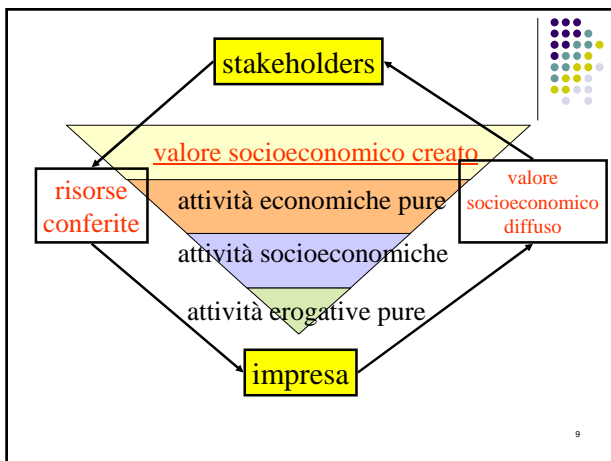 stakeholders
valore socioeconomico creato
risorse
conferite
attività economiche pure
valore
socioeconomico
diffuso
attività socioeconomiche
attività erogative pure
impresa
9